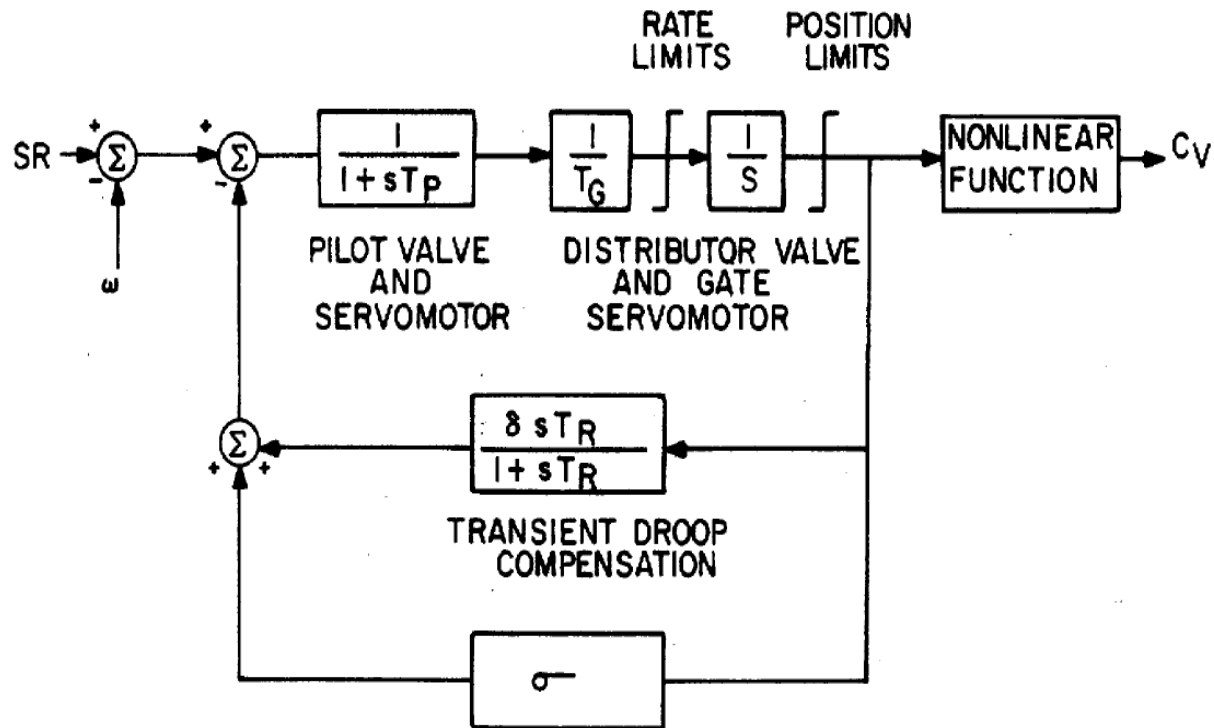 RATE
LIMITS
POSITION
LIMITS
SR
+
Σ
-
ω
+
Σ
-
1
1 + sTP
1
TG
1
S
NONLINEAR
FUNCTION
CV
PILOT VALVE
AND
SERVOMOTOR
DISTRIBUTOR VALVE
AND GATE
SERVOMOTOR
Σ
+ +
δ sTR
1 + sTR
TRANSIENT DROOP
COMPENSATION
σ